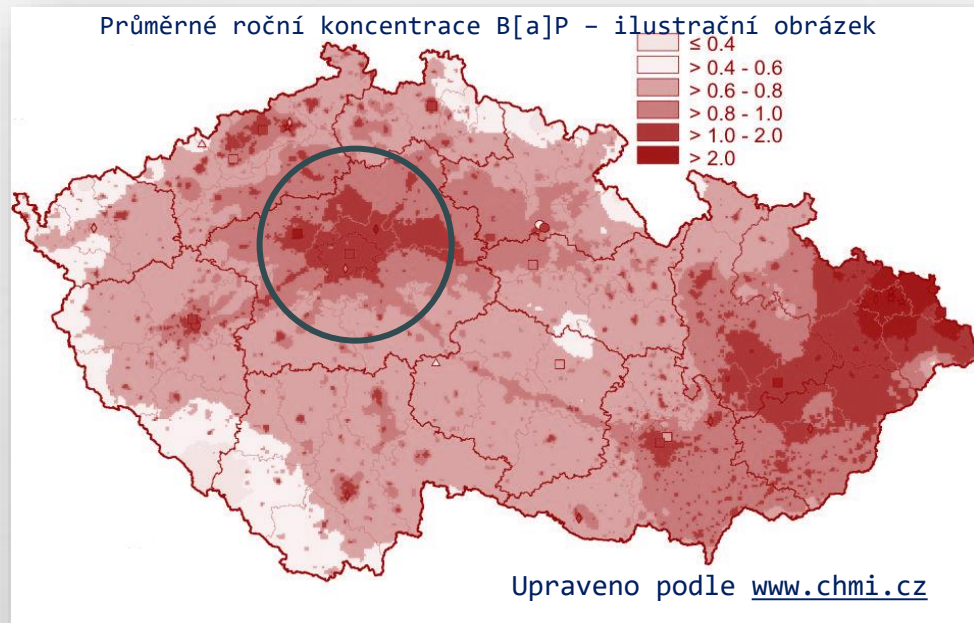 Průměrné roční koncentrace B[a]P – ilustrační obrázek
≤ 0.4
> 0.4 - 0.6
> 0.6 - 0.8
> 0.8 - 1.0
> 1.0 - 2.0
> 2.0
Upraveno podle www.chmi.cz